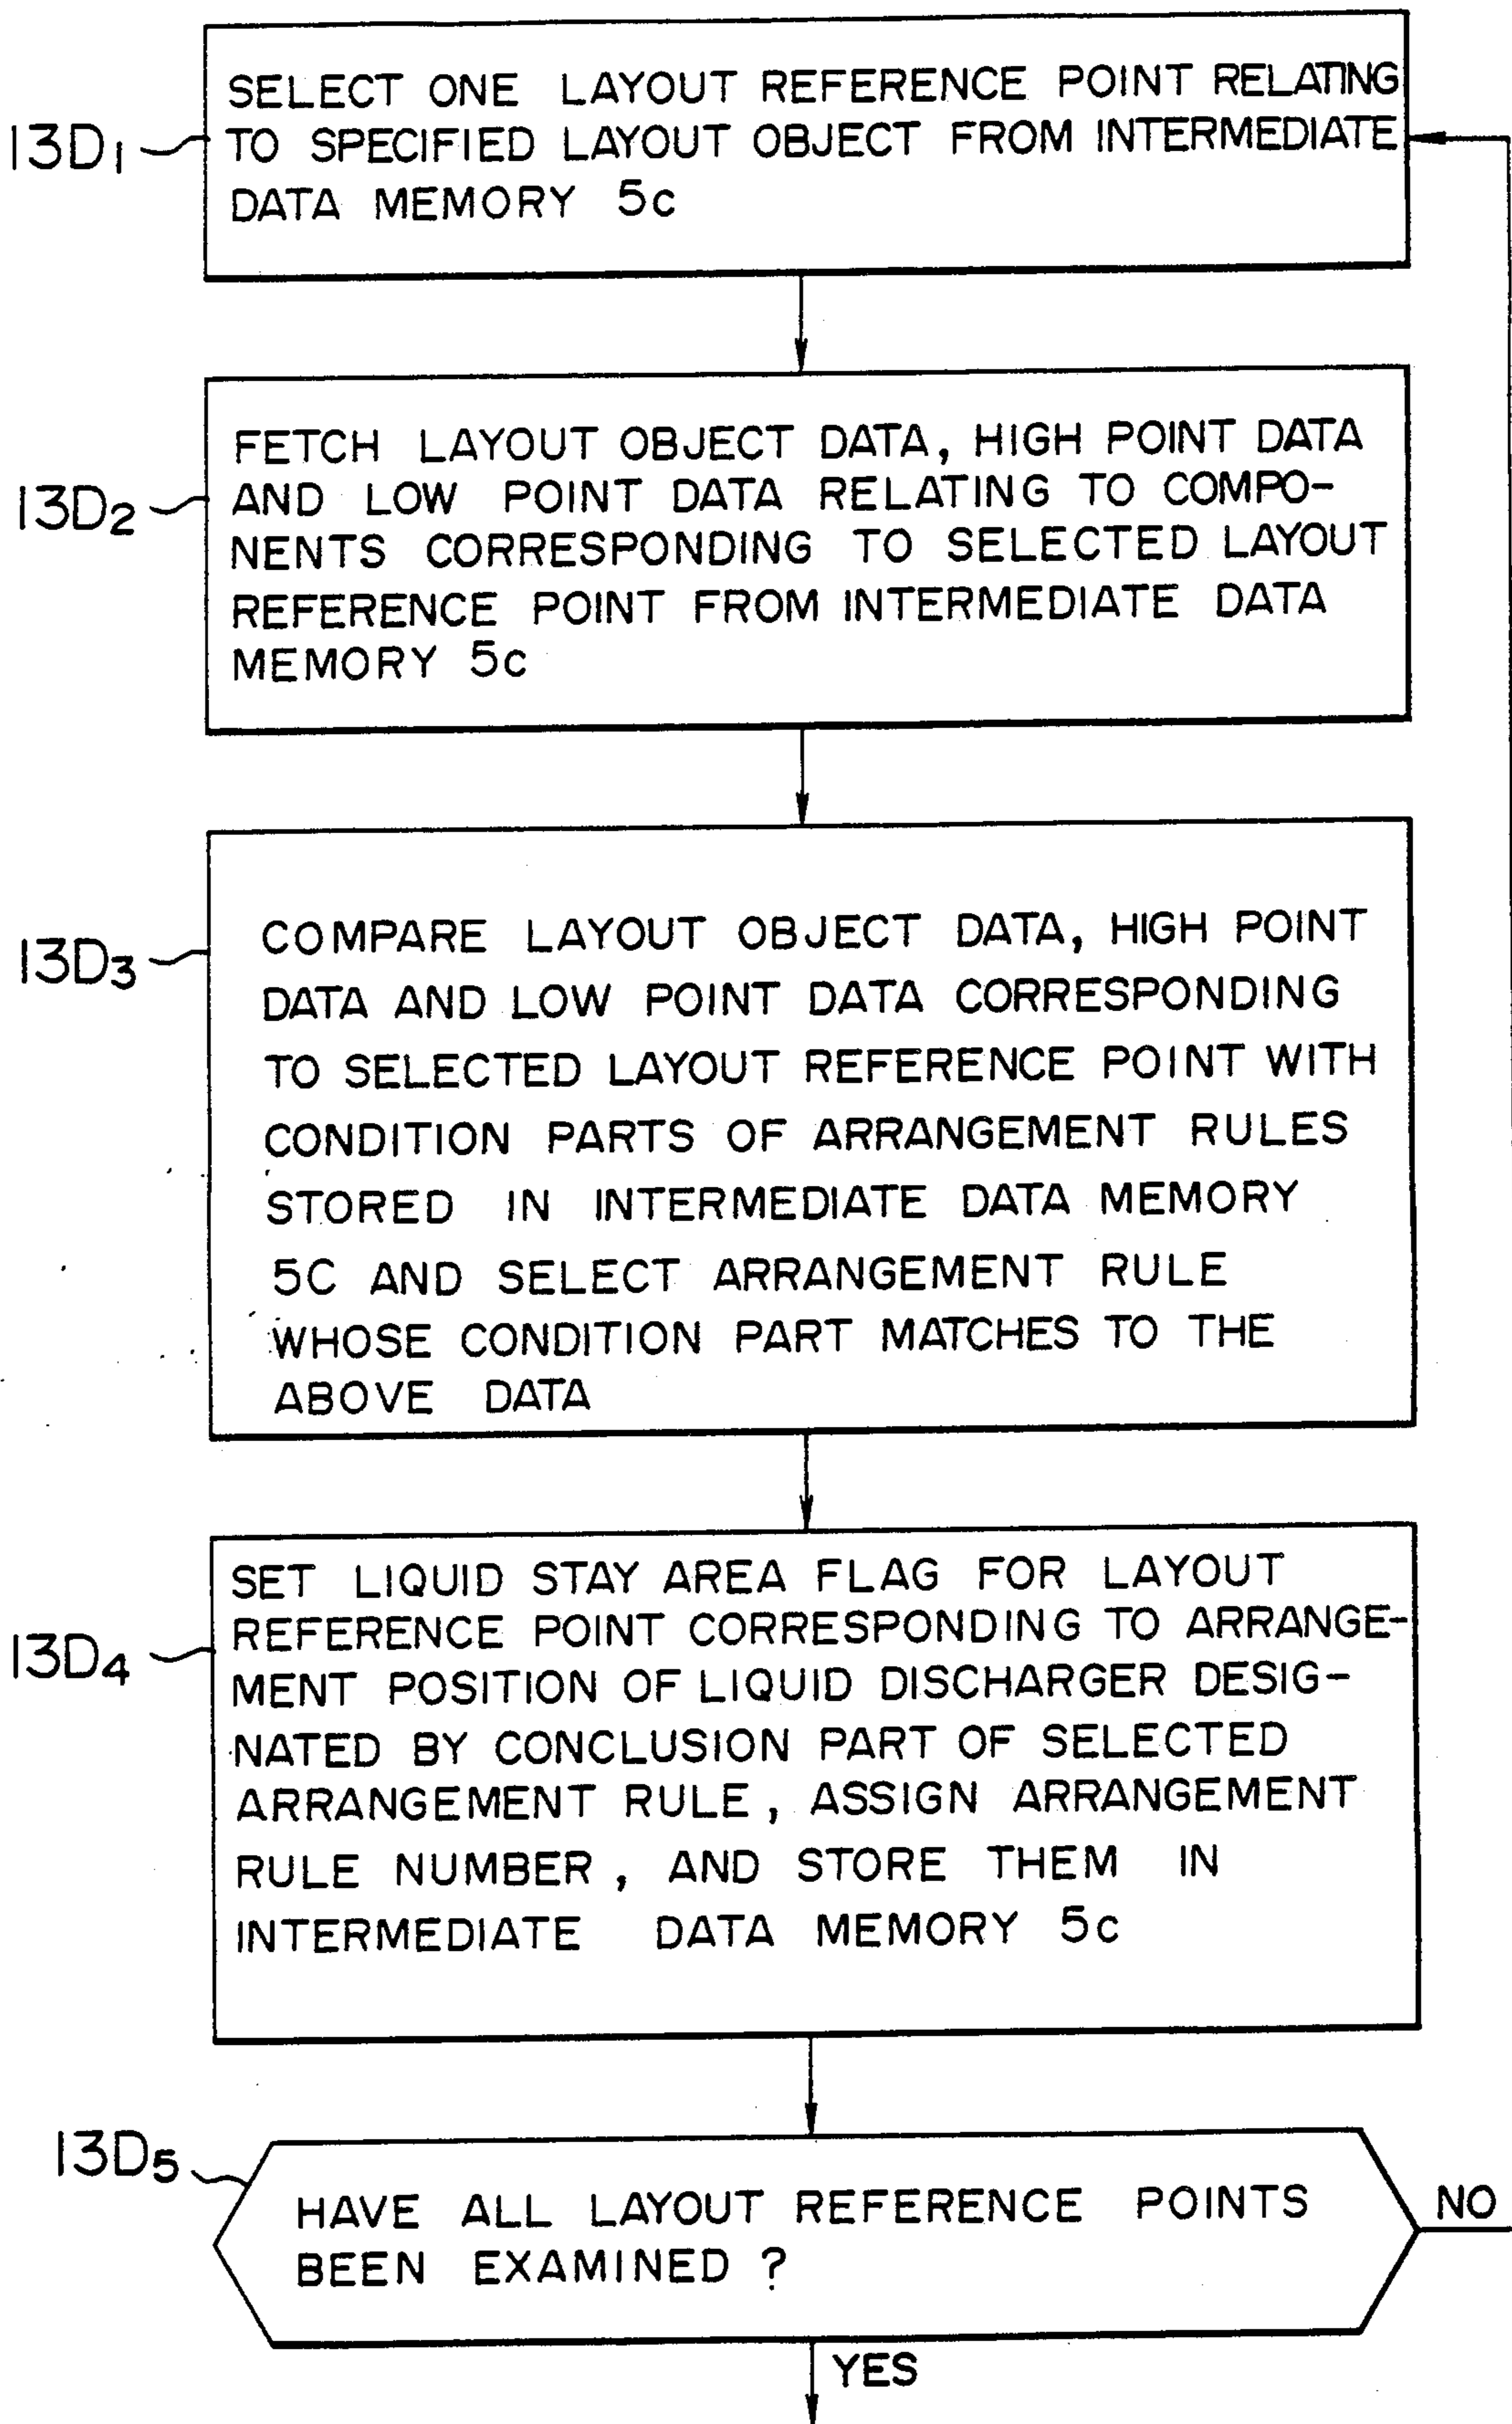 SELECT ONE LAYOUT REFERENCE POINT RELATING
13D1 TO SPECIFIED LAYOUT OBJECT FROM INTERMEDIATE
DATA MEMORY 5c
FETCH LAYOUT OBJECT DATA, HIGH POINT DATA
13D2 AND LOW POINT DATA RELATING TO COMPO-
NENTS CORRESPONDING TO SELECTED LAYOUT
REFERENCE POINT FROM INTERMEDIATE DATA
MEMORY 5c
13D3 COMPARE LAYOUT OBJECT DATA, HIGH POINT
DATA AND LOW POINT DATA CORRESPONDING
TO SELECTED LAYOUT REFERENCE POINT WITH
CONDITION PARTS OF ARRANGEMENT RULES
STORED IN INTERMEDIATE DATA MEMORY
5C AND SELECT ARRANGEMENT RULE
WHOSE CONDITION PART MATCHES TO THE
ABOVE DATA
SET LIQUID STAY AREA FLAG FOR LAYOUT
REFERENCE POINT CORRESPONDING TO ARRANGE-
13D4 MENT POSITION OF LIQUID DISCHARGER DESIG-
NATED BY CONCLUSION PART OF SELECTED
ARRANGEMENT RULE, ASSIGN ARRANGEMENT
RULE NUMBER, AND STORE THEM IN
INTERMEDIATE DATA MEMORY 5c
13D5
HAVE ALL LAYOUT REFERENCE POINTS NO
BEEN EXAMINED ?
YES